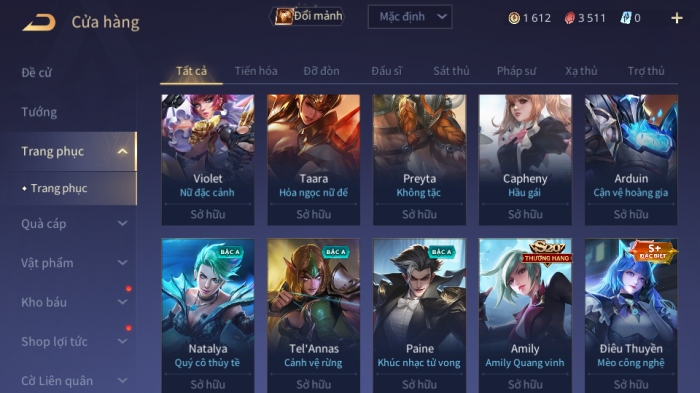 Cửa hàng
Đổi mảnh
Mặc định
1 612
3 511
0
Đề cử
Tướng
Trang phục
Trang phục
Quà cáp
Vật phẩm
Kho báu
Shop lợi tức
Cờ Liên quân
Tất cả
Tiến hóa
Đỡ đòn
Đấu sĩ
Sát thủ
Pháp sư
Xạ thủ
Trợ thủ
Violet
Nữ đặc cảnh
Sở hữu
Taara
Hỏa ngọc nữ đế
Sở hữu
Preyta
Không tặc
Sở hữu
Capheny
Hầu gái
Sở hữu
Arduin
Cận vệ hoàng gia
Sở hữu
BẬC A
Natalya
Quý cô thủy tề
Sở hữu
BẬC A
Tel'Annas
Cảnh vệ rừng
Sở hữu
BẬC A
Paine
Khúc nhạc tử vong
Sở hữu
S20
THƯỞNG HẠNG
Amily
Amily Quang vinh
Sở hữu
S+
ĐẶC BIỆT
Điêu Thuyền
Mèo công nghệ
Sở hữu